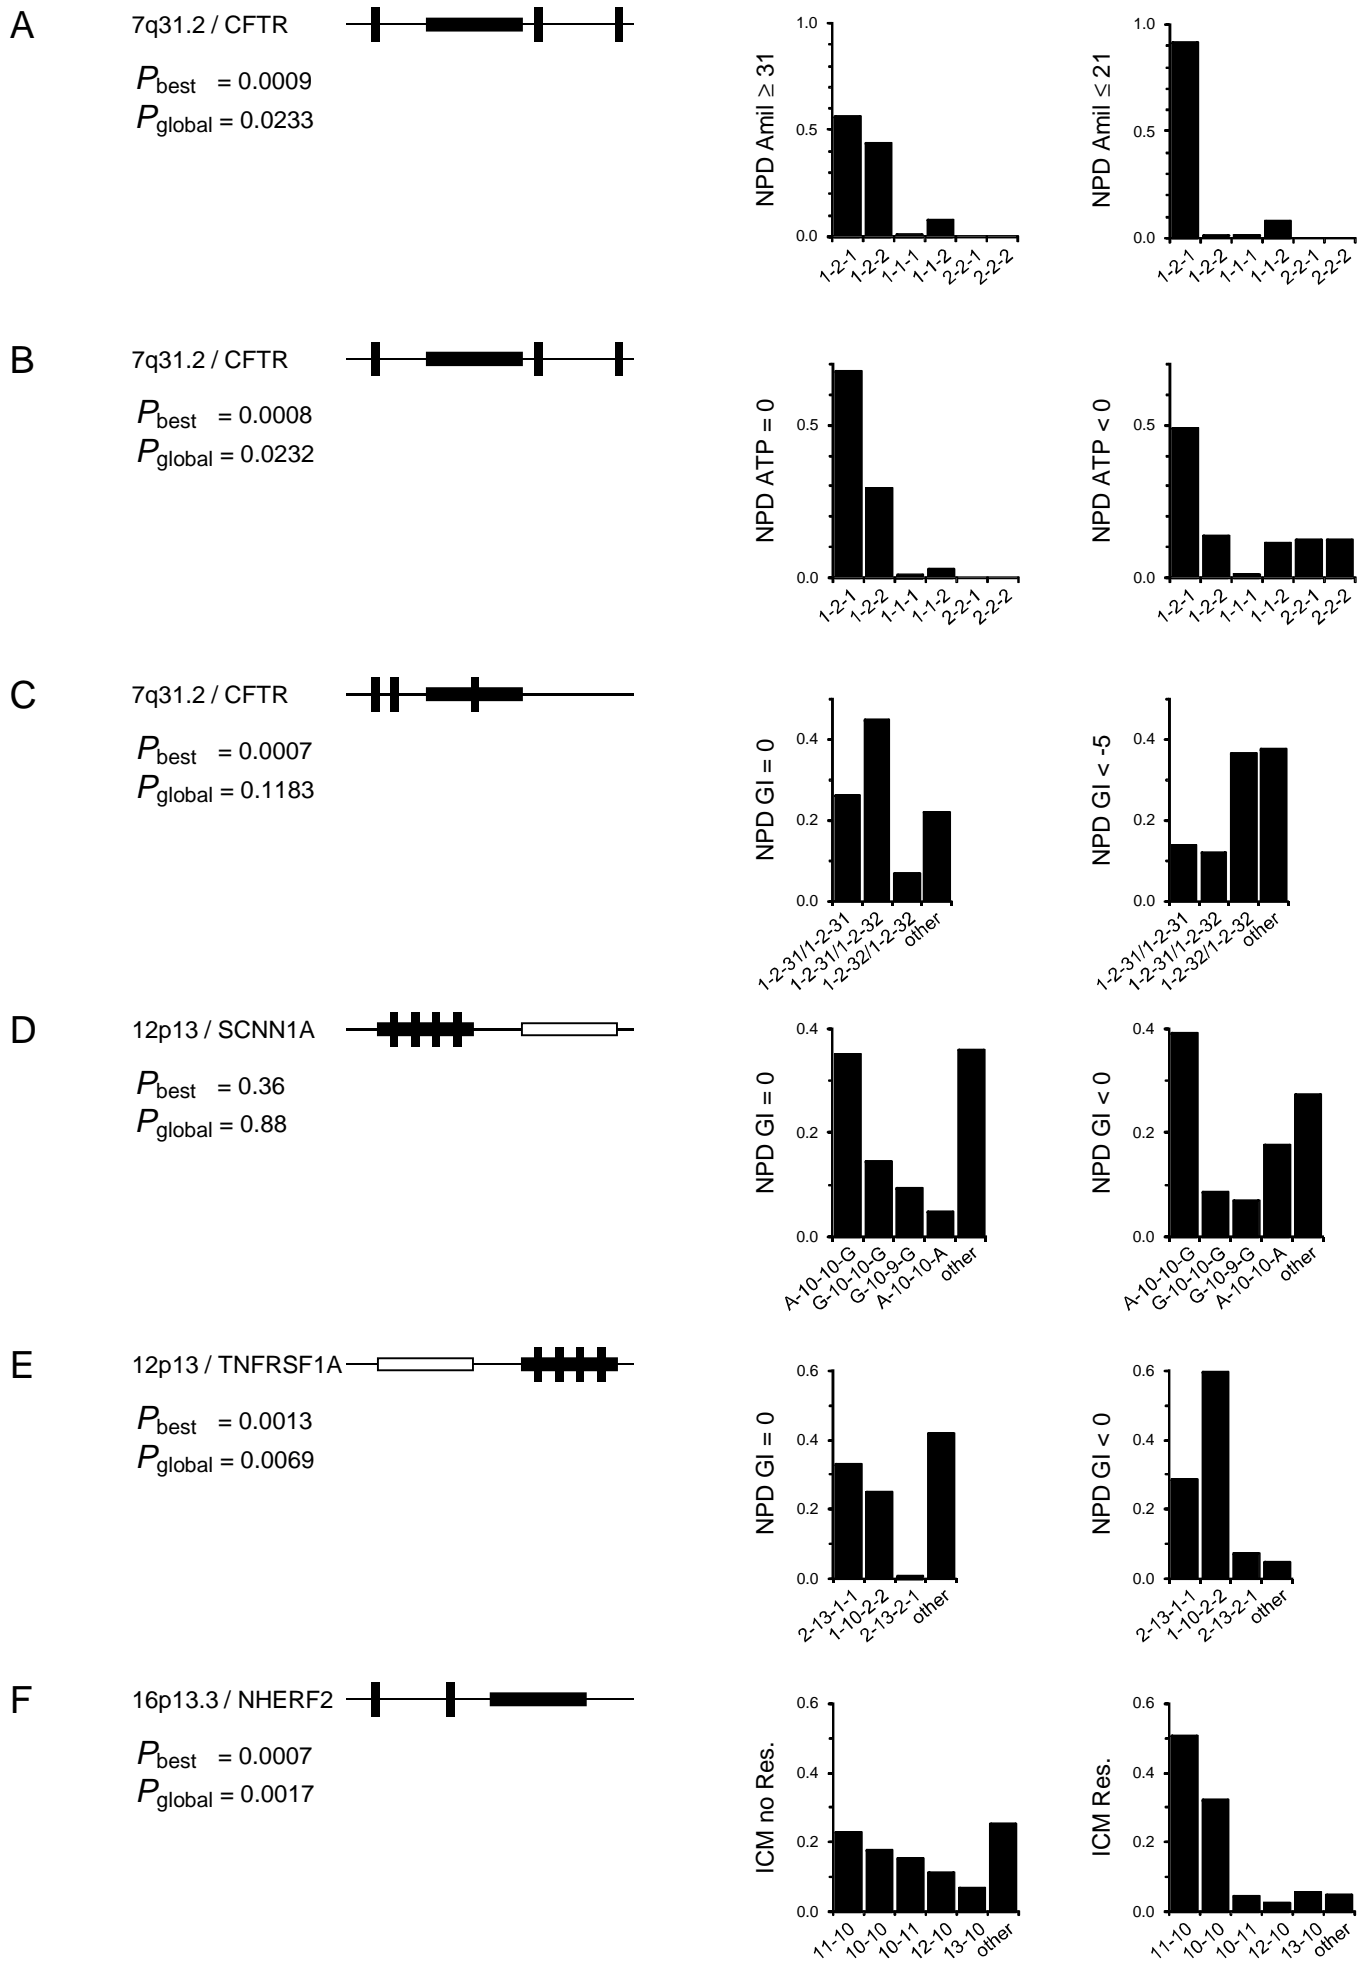 A
7q31.2 / CFTR
Pbest = 0.0009
Pglobal = 0.0233
NPD Amil ≥ 31
1.0
0.5
0.0
1-2-1
1-2-2
1-1-1
1-1-2
2-2-1
2-2-2
NPD Amil ≤ 21
1.0
0.5
0.0
1-2-1
1-2-2
1-1-1
1-1-2
2-2-1
2-2-2
B
7q31.2 / CFTR
Pbest = 0.0008
Pglobal = 0.0232
NPD ATP = 0
0.5
0.0
1-2-1
1-2-2
1-1-1
1-1-2
2-2-1
2-2-2
NPD ATP < 0
0.5
0.0
1-2-1
1-2-2
1-1-1
1-1-2
2-2-1
2-2-2
C
7q31.2 / CFTR
Pbest = 0.0007
Pglobal = 0.1183
NPD GI = 0
0.4
0.2
0.0
1-2-31/1-2-31
1-2-31/1-2-32
1-2-32/1-2-32
other
NPD GI < -5
0.4
0.2
0.0
1-2-31/1-2-31
1-2-31/1-2-32
1-2-32/1-2-32
other
D
12p13 / SCNN1A
Pbest = 0.36
Pglobal = 0.88
NPD GI = 0
0.4
0.2
0.0
A-10-10-G
G-10-10-G
G-10-9-G
A-10-10-A
other
NPD GI < 0
0.4
0.2
0.0
A-10-10-G
G-10-10-G
G-10-9-G
A-10-10-A
other
E
12p13 / TNFRSF1A
Pbest = 0.0013
Pglobal = 0.0069
NPD GI = 0
0.6
0.4
0.2
0.0
2-13-1-1
1-10-2-2
2-13-2-1
other
NPD GI < 0
0.6
0.4
0.2
0.0
2-13-1-1
1-10-2-2
2-13-2-1
other
F
16p13.3 / NHERF2
Pbest = 0.0007
Pglobal = 0.0017
ICM no Res.
0.6
0.4
0.2
0.0
11-10
10-10
10-11
12-10
13-10
other
ICM Res.
0.6
0.4
0.2
0.0
11-10
10-10
10-11
12-10
13-10
other